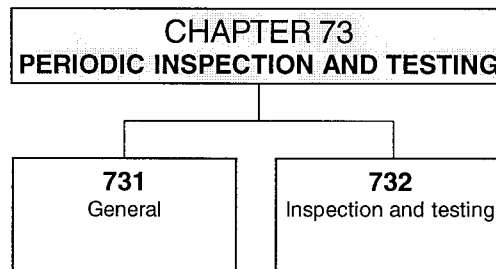 CHAPTER 73
PERIODIC INSPECTION AND TESTING
731
General
732
Inspection and testing